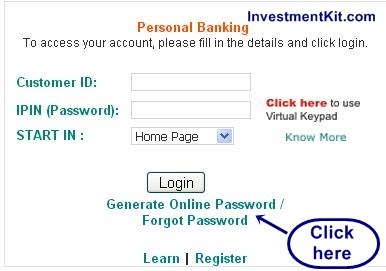 InvestmentKit.com
Personal Banking
To access your account, please fill in the details and click login.
Customer ID:
IPIN (Password):
Click here to use
Virtual Keypad
START IN :
Home Page
Know More
Login
Generate Online Password /
Forgot Password
Click
here
Learn | Register